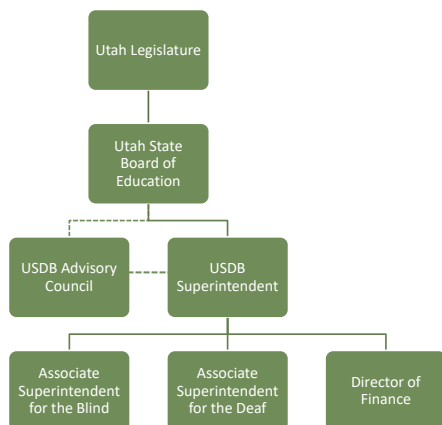 Utah Legislature
Utah State
Board of
Education
USDB Advisory
Council
USDB
Superintendent
Associate
Superintendent
for the Blind
Associate
Superintendent
for the Deaf
Director of
Finance